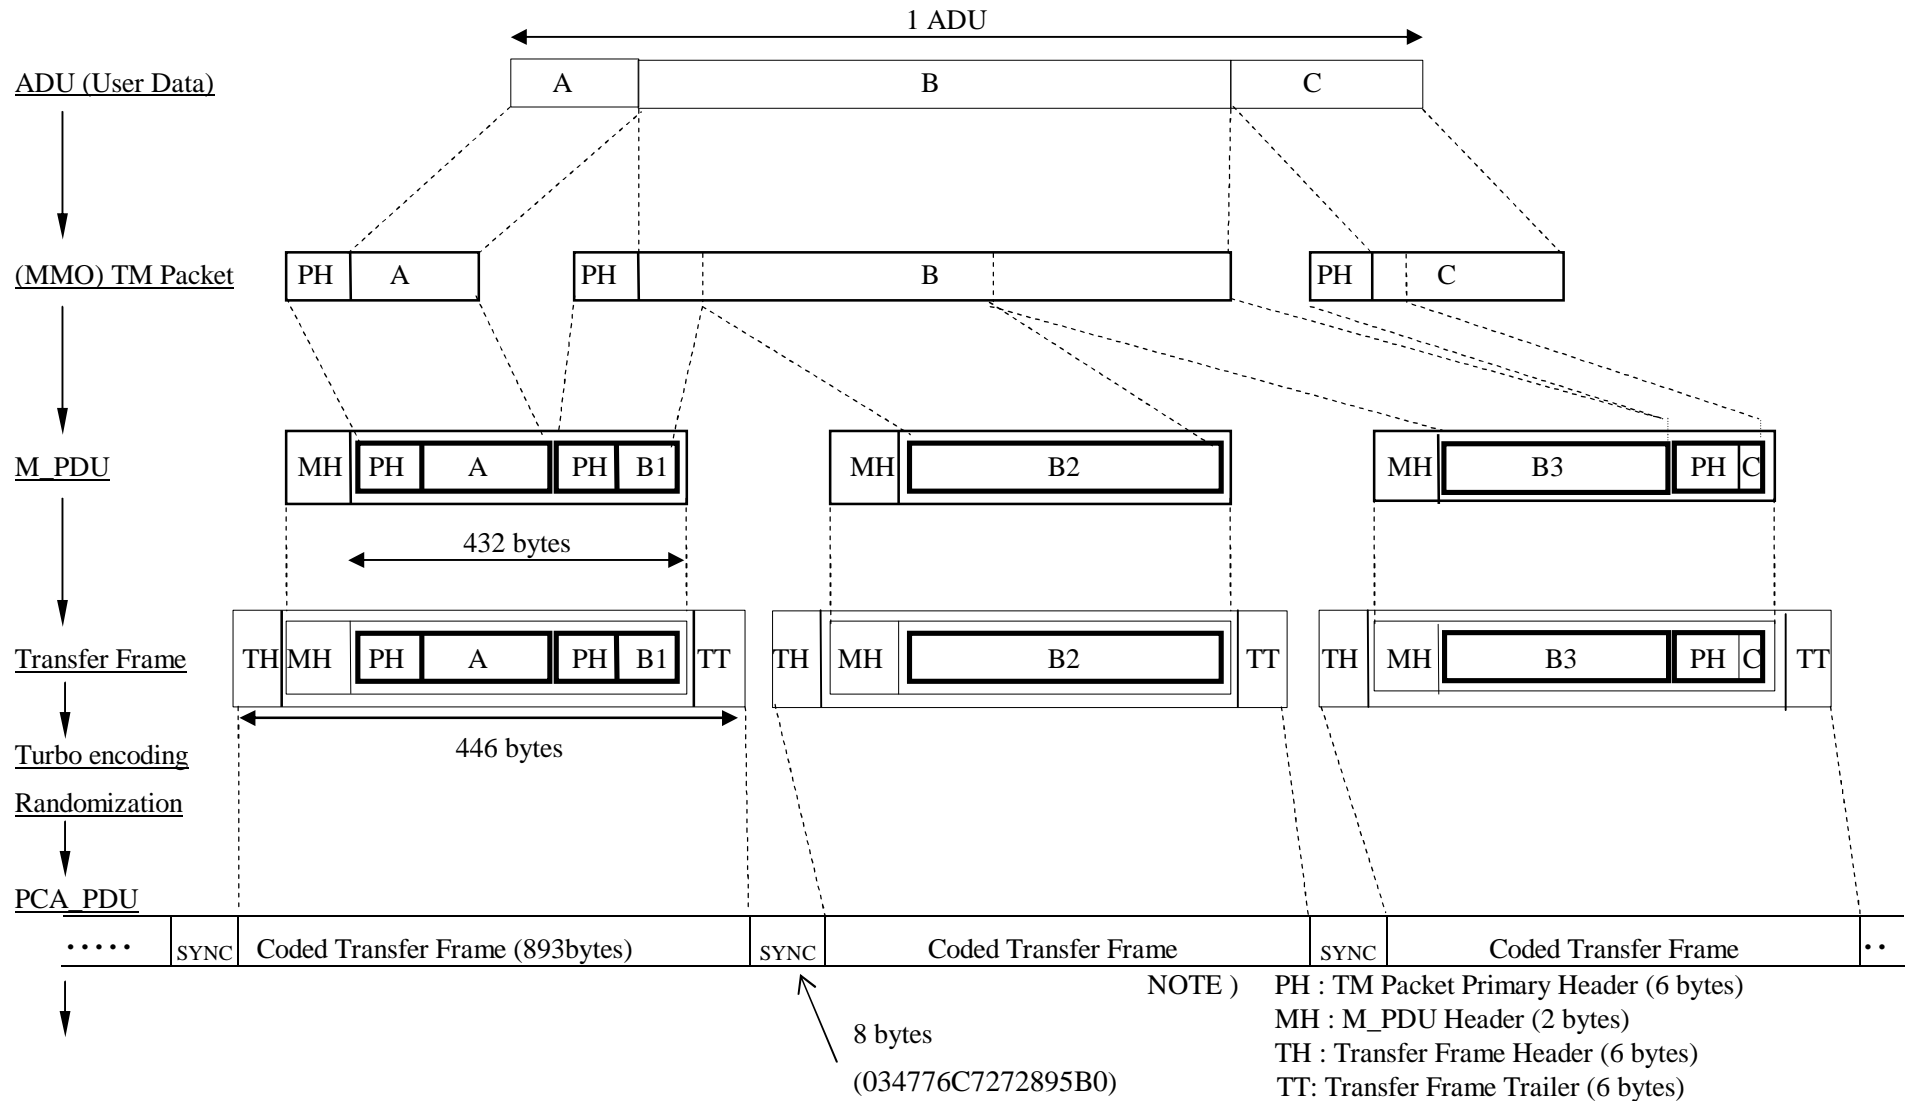 1 ADU
ADU (User Data)
A B C
(MMO) TM Packet
PH A PH B PH C
M_PDU
MH PH A PH B1 MH B2 MH B3 PH C
432 bytes
Transfer Frame
TH MH PH A PH B1 TT TH MH B2 TT TH MH B3 PH C TT
446 bytes
Turbo encoding
Randomization
PCA_PDU
..... SYNC Coded Transfer Frame (893bytes) SYNC Coded Transfer Frame SYNC Coded Transfer Frame ..
NOTE ) PH : TM Packet Primary Header (6 bytes)
MH : M_PDU Header (2 bytes)
TH : Transfer Frame Header (6 bytes)
TT: Transfer Frame Trailer (6 bytes)
8 bytes
(034776C7272895B0)